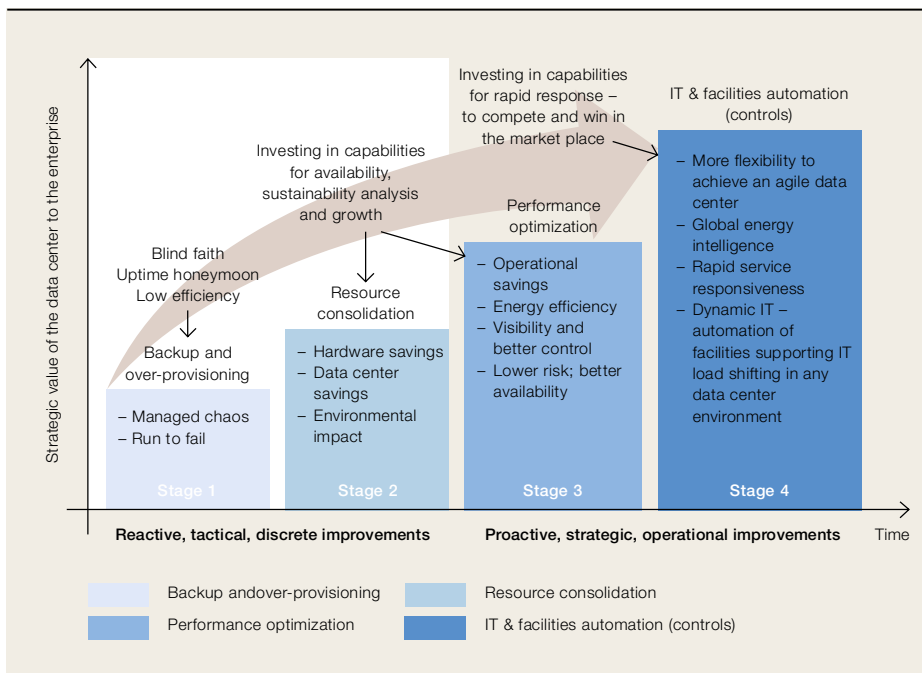 Strategic value of the data center to the enterprise
Blind faith
Uptime honeymoon
Low efficiency
Backup and
over-provisioning
– Managed chaos
– Run to fail
Stage 1
Investing in capabilities
for availability,
sustainability analysis
and growth
Resource
consolidation
– Hardware savings
– Data center
savings
– Environmental
impact
Stage 2
Investing in capabilities
for rapid response –
to compete and win in
the market place
Performance
optimization
– Operational
savings
– Energy efficiency
– Visibility and
better control
– Lower risk; better
availability
Stage 3
IT & facilities automation
(controls)
– More flexibility to
achieve an agile data
center
– Global energy
intelligence
– Rapid service
responsiveness
– Dynamic IT –
automation of
facilities supporting IT
load shifting in any
data center
environment
Stage 4
Reactive, tactical, discrete improvements
Proactive, strategic, operational improvements
Time
Backup andover-provisioning
Resource consolidation
Performance optimization
IT & facilities automation (controls)